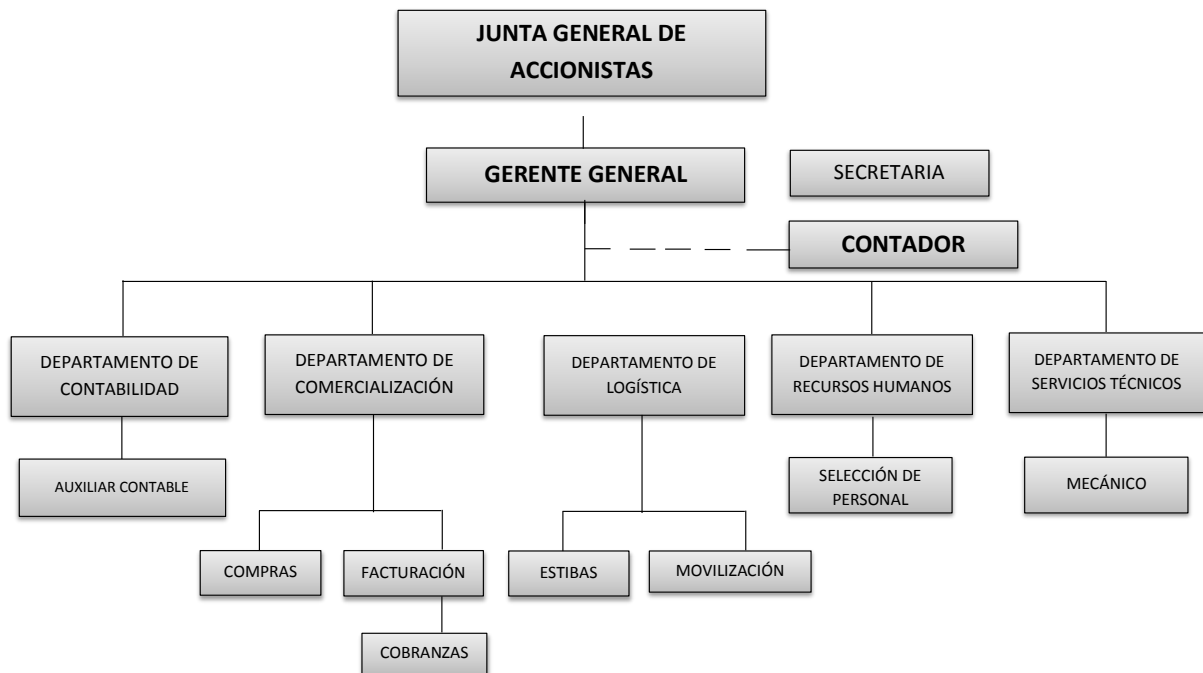 JUNTA GENERAL DE
ACCIONISTAS
GERENTE GENERAL
SECRETARIA
CONTADOR
DEPARTAMENTO DE
CONTABILIDAD
DEPARTAMENTO DE
COMERCIALIZACIÓN
DEPARTAMENTO DE
LOGÍSTICA
DEPARTAMENTO DE
RECURSOS HUMANOS
DEPARTAMENTO DE
SERVICIOS TÉCNICOS
AUXILIAR CONTABLE
SELECCIÓN DE
PERSONAL
MECÁNICO
COMPRAS
FACTURACIÓN
ESTIBAS
MOVILIZACIÓN
COBRANZAS